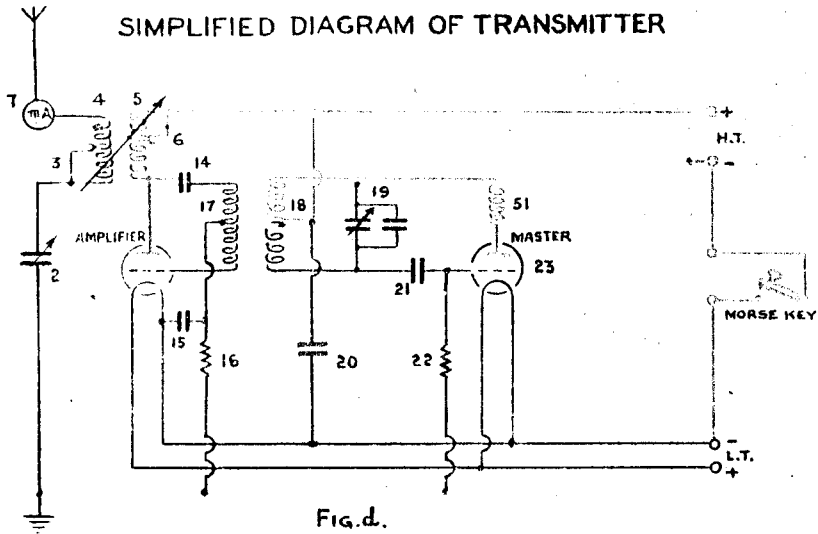 SIMPLIFIED DIAGRAM OF TRANSMITTER
7
mA
4
5
6
3
14
17
18
19
51
+
H.T.
-
AMPLIFIER
MASTER
23
2
21
15
16
20
22
MORSE KEY
-
L.T.
+
FIG.d.